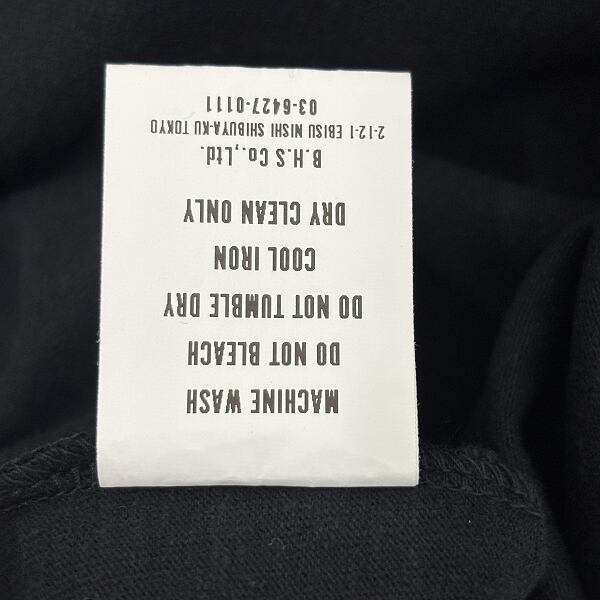 MACHINE WASH
DO NOT BLEACH
DO NOT TUMBLE DRY
COOL IRON
DRY CLEAN ONLY
B.H.S Co.,Ltd.
2-12-1 EBISU NISHI SHIBUYA-KU TOKYO
03-6427-0111